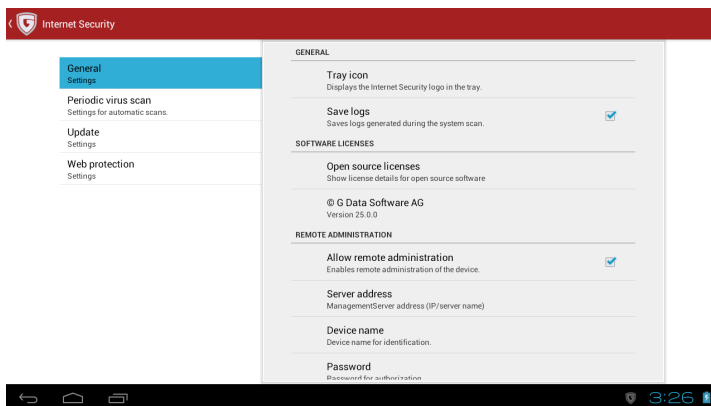 Internet Security
General
Settings
Periodic virus scan
Settings for automatic scans.
Update
Settings
Web protection
Settings
GENERAL
Tray icon
Displays the Internet Security logo in the tray.
Save logs
Saves logs generated during the system scan.
SOFTWARE LICENSES
Open source licenses
Show license details for open source software
© G Data Software AG
Version 25.0.0
REMOTE ADMINISTRATION
Allow remote administration
Enables remote administration of the device.
Server address
ManagementServer address (IP/server name)
Device name
Device name for identification.
Password
Password for authorization
3:26